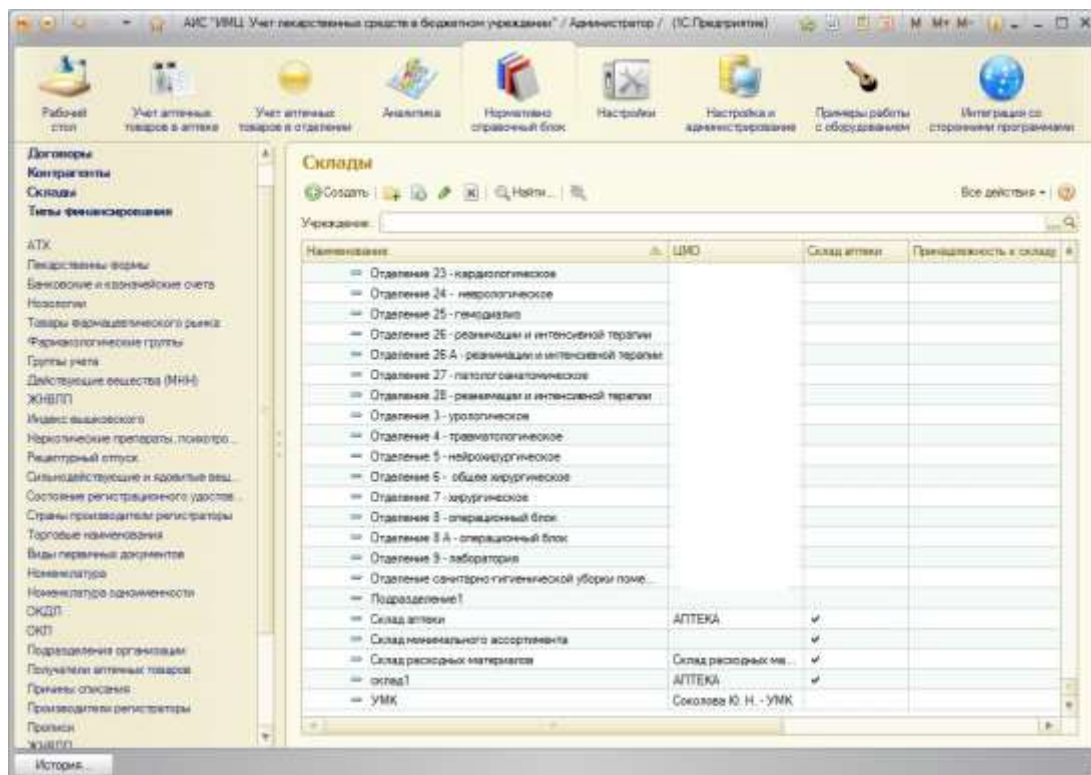 АИС "ИМЦ: Учет лекарственных средств в бюджетном учреждении" / Администратор / (1С:Предприятие)
M M+ M-
Рабочий стол
Учет аптечных товаров в аптеке
Учет аптечных товаров в отделении
Аналитика
Нормативно справочный блок
Настройки
Настройка и администрирование
Примеры работы с оборудованием
Интеграция со сторонними программами
Договоры
Контрагенты
Склады
Типы финансирования
АТХ
Лекарственны формы
Банковские и казначейские счета
Нозологии
Товары фармацевтического рынка
Фармакологические группы
Группы учета
Действующие вещества (МНН)
ЖНВЛП
Индекс вышковского
Наркотические препараты, психотро...
Рецептурный отпуск
Сильнодействующие и ядовитые вещ...
Состояние регистрационного удостов...
Страны производители регистраторы
Торговые наименования
Виды первичных документов
Номенклатура
Номенклатура одноименности
ОКДП
ОКП
Подразделения организации
Получатели аптечных товаров
Причины списания
Производители регистраторы
Прописи
ЖНВЛП
Склады
Создать
Найти...
Все действия
Учреждение:
Наименование ЦМО Склад аптеки Принадлежность к складу
Отделение 23 - кардиологическое
Отделение 24 - неврологическое
Отделение 25 - гемодиализ
Отделение 26 - реанимации и интенсивной терапии
Отделение 26 А - реанимации и интенсивной терапии
Отделение 27 - патологоанатомическое
Отделение 28 - реанимации и интенсивной терапии
Отделение 3 - урологическое
Отделение 4 - травматологическое
Отделение 5 - нейрохирургическое
Отделение 6 - общее хирургическое
Отделение 7 - хирургическое
Отделение 8 - операционный блок
Отделение 8 А - операционный блок
Отделение 9 - лаборатория
Отделение санитарно-гигиенической уборки поме...
Подразделение1
Склад аптеки АПТЕКА ✔
Склад минимального ассортимента ✔
Склад расходных материалов Склад расходных ма... ✔
склад1 АПТЕКА ✔
УМК Соколова Ю. Н. - УМК
История...